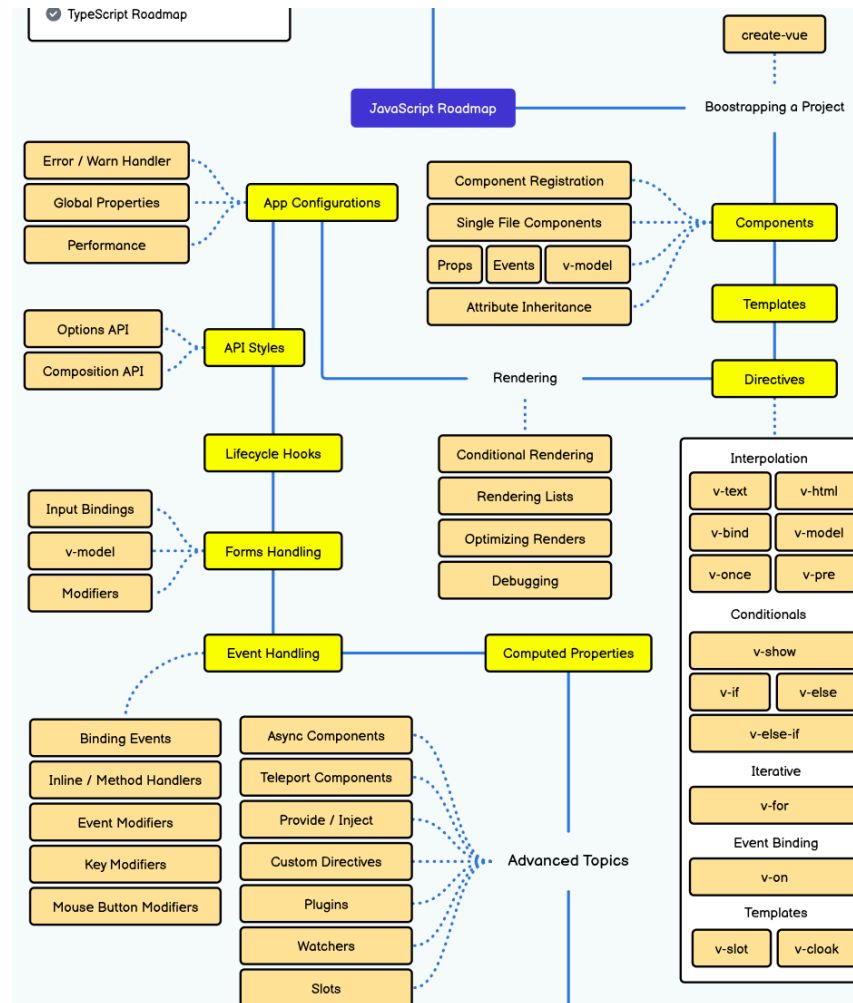 TypeScript Roadmap
create-vue
JavaScript Roadmap
Boostrapping a Project
Error / Warn Handler
Global Properties
Performance
App Configurations
Component Registration
Single File Components
Props
Events
v-model
Attribute Inheritance
Components
Templates
Directives
Options API
Composition API
API Styles
Rendering
Conditional Rendering
Rendering Lists
Optimizing Renders
Debugging
Lifecycle Hooks
Input Bindings
v-model
Modifiers
Forms Handling
Event Handling
Computed Properties
Interpolation
v-text
v-html
v-bind
v-model
v-once
v-pre
Conditionals
v-show
v-if
v-else
v-else-if
Iterative
v-for
Event Binding
v-on
Templates
v-slot
v-cloak
Binding Events
Inline / Method Handlers
Event Modifiers
Key Modifiers
Mouse Button Modifiers
Async Components
Teleport Components
Provide / Inject
Custom Directives
Plugins
Watchers
Slots
Advanced Topics